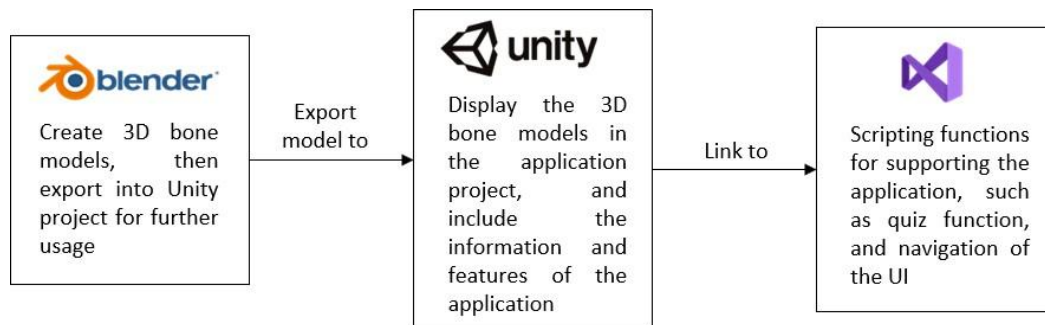 blender
Create 3D bone
models, then
export into Unity
project for further
usage
Export
model to
unity
Display the 3D
bone models in
the application
project, and
include the
information and
features of the
application
Link to
Scripting functions
for supporting the
application, such
as quiz function,
and navigation of
the UI